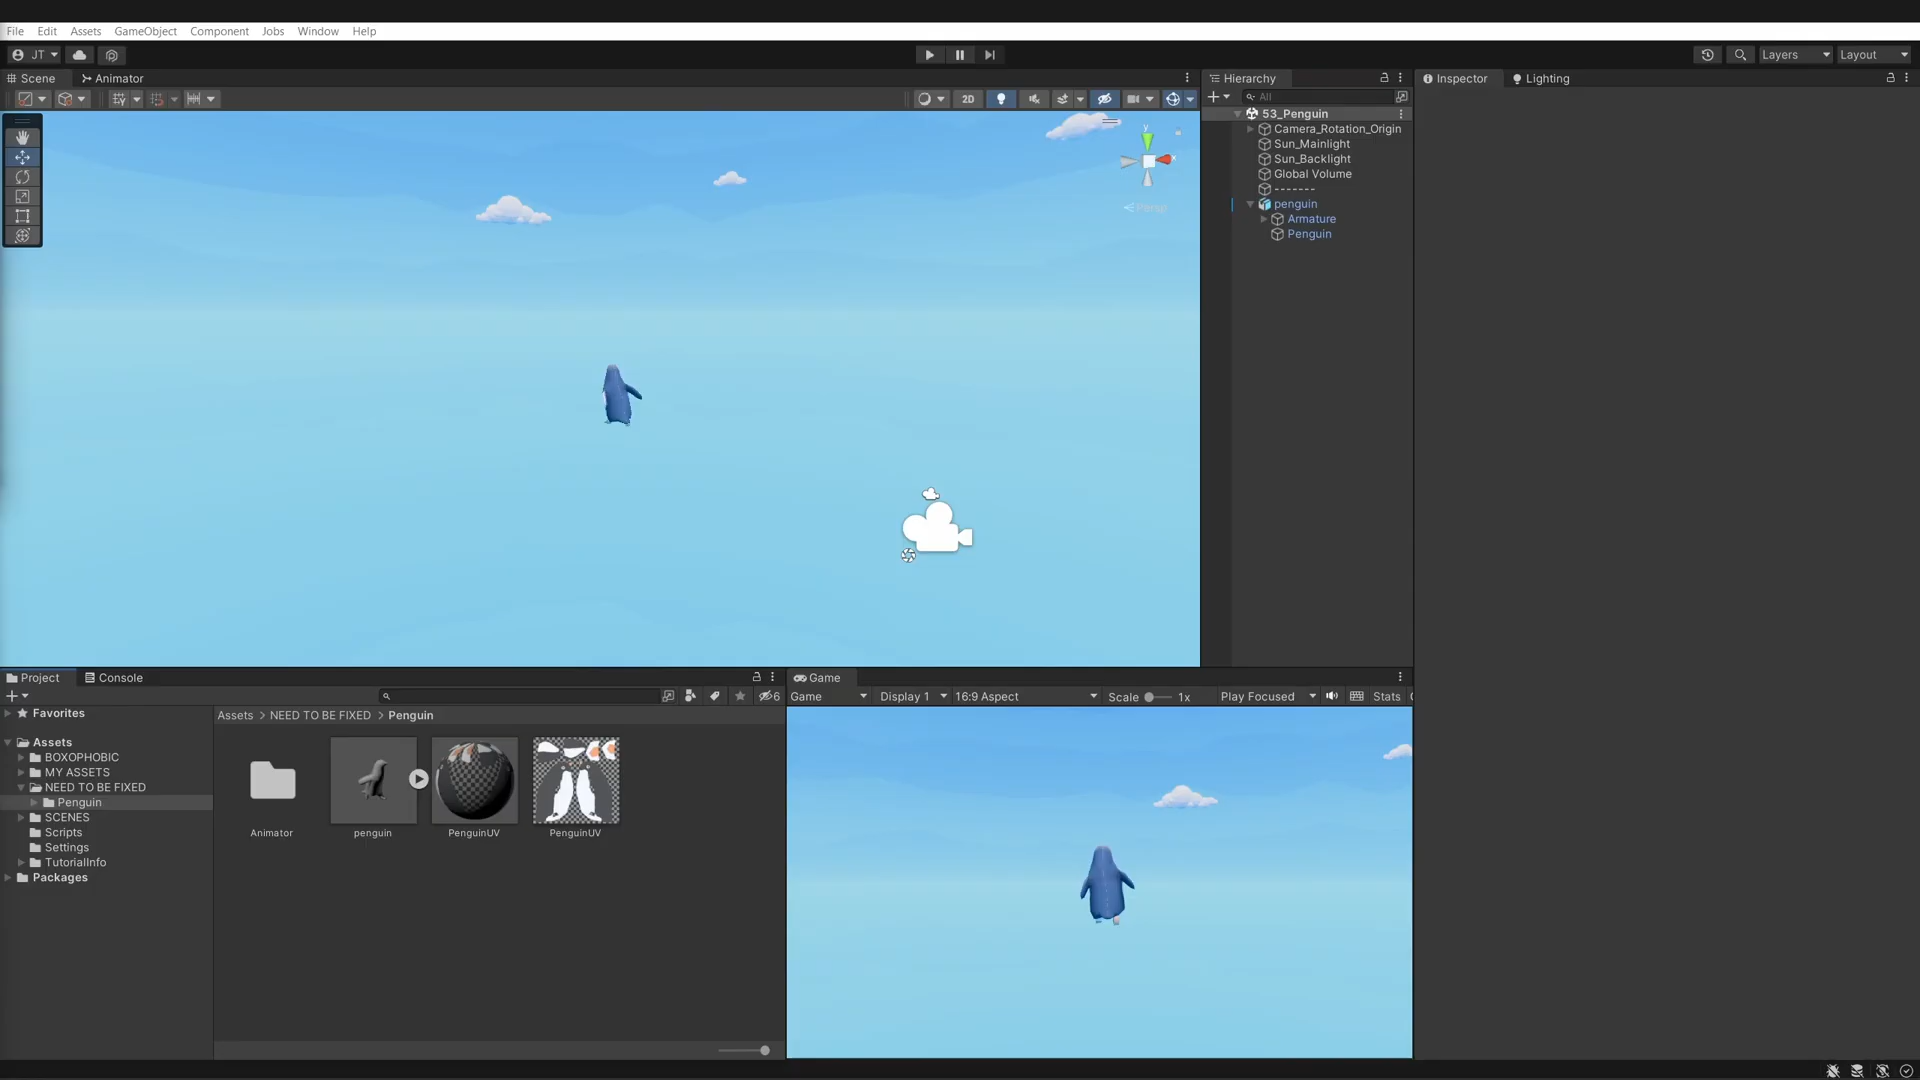 File Edit Assets GameObject Component Jobs Window Help
JT Layers Layout
Scene Animator
2D
y
x
Persp
Hierarchy
All
53_Penguin
Camera_Rotation_Origin
Sun_Mainlight
Sun_Backlight
Global Volume
-------
penguin
Armature
Penguin
Inspector Lighting
Project Console
6
Favorites
Assets
BOXOPHOBIC
MY ASSETS
NEED TO BE FIXED
Penguin
SCENES
Scripts
Settings
TutorialInfo
Packages
Assets > NEED TO BE FIXED > Penguin
Animator penguin PenguinUV PenguinUV
Game
Game Display 1 16:9 Aspect Scale 1x Play Focused Stats